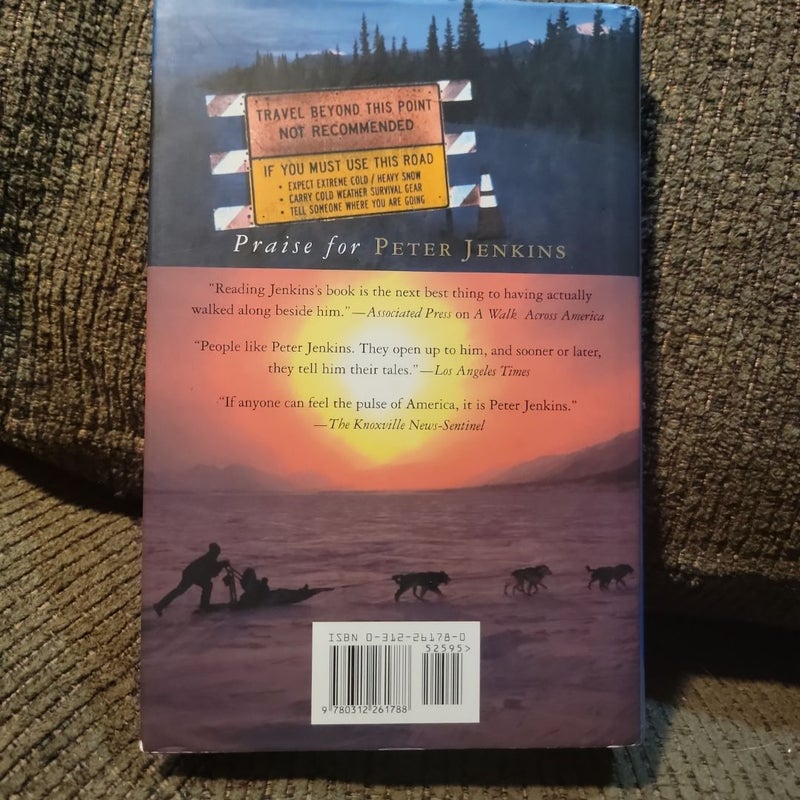 TRAVEL BEYOND THIS POINT
NOT RECOMMENDED
IF YOU MUST USE THIS ROAD
• EXPECT EXTREME COLD / HEAVY SNOW
• CARRY COLD WEATHER SURVIVAL GEAR
• TELL SOMEONE WHERE YOU ARE GOING
Praise for PETER JENKINS
"Reading Jenkins's book is the next best thing to having actually
walked along beside him."—Associated Press on A Walk Across America
"People like Peter Jenkins. They open up to him, and sooner or later,
they tell him their tales."—Los Angeles Times
"If anyone can feel the pulse of America, it is Peter Jenkins."
—The Knoxville News-Sentinel
ISBN 0-312-26178-0
52595>
9 780312 261788